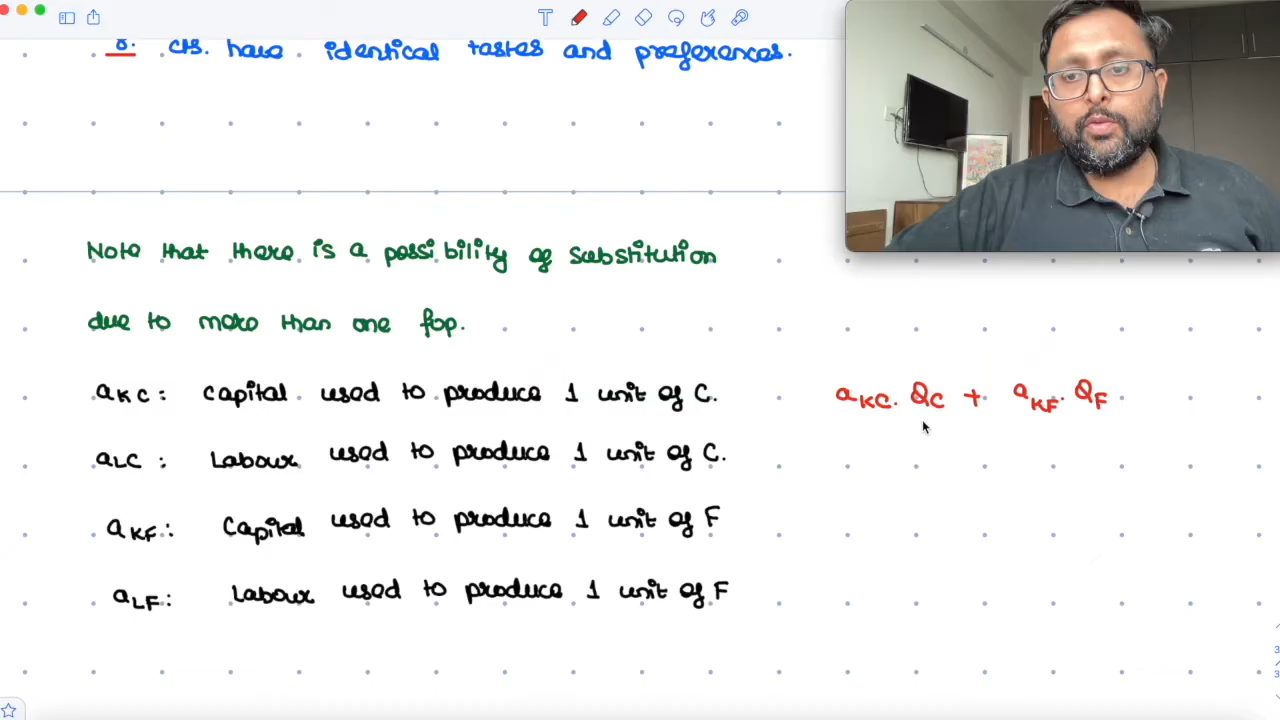 8. Crs. have identical tastes and preferences.
Note that there is a possibility of substitution
due to more than one fop.
aKC: Capital used to produce 1 unit of C.
aKC. QC + aKF. QF
aLC: Labour used to produce 1 unit of C.
aKF: Capital used to produce 1 unit of F
aLF: Labour used to produce 1 unit of F